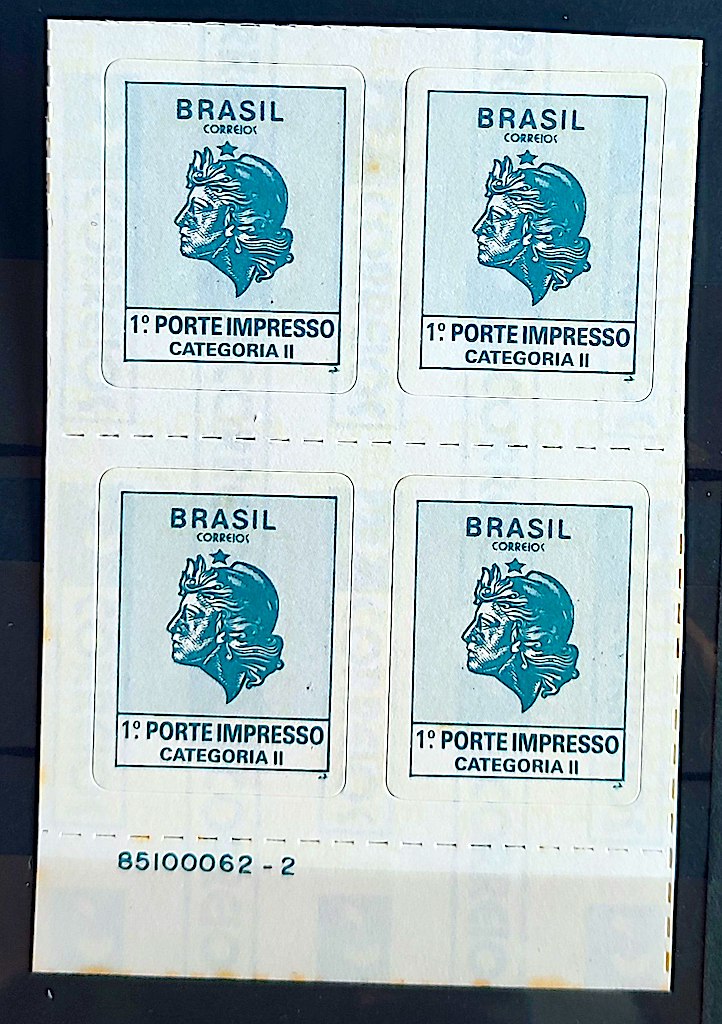 BRASIL
CORREIOS
1º PORTE IMPRESSO
CATEGORIA II
BRASIL
CORREIOS
1º PORTE IMPRESSO
CATEGORIA II
BRASIL
CORREIOS
1º PORTE IMPRESSO
CATEGORIA II
BRASIL
CORREIOS
1º PORTE IMPRESSO
CATEGORIA II
85100062-2